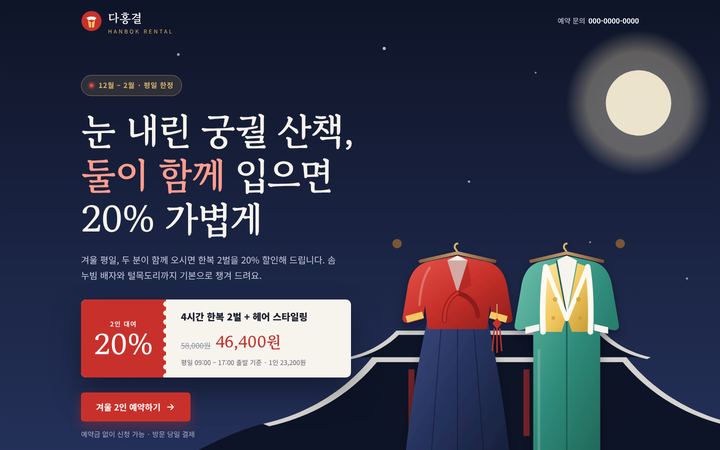 다홍결
HANBOK RENTAL
예약 문의 000-0000-0000
12월 – 2월 · 평일 한정
눈 내린 궁궐 산책,
둘이 함께 입으면
20% 가볍게
겨울 평일, 두 분이 함께 오시면 한복 2벌을 20% 할인해 드립니다. 솜
누빔 배자와 털목도리까지 기본으로 챙겨 드려요.
2인 대여
20%
4시간 한복 2벌 + 헤어 스타일링
58,000원 46,400원
평일 09:00 – 17:00 출발 기준 · 1인 23,200원
겨울 2인 예약하기 →
예약금 없이 신청 가능 · 방문 당일 결제